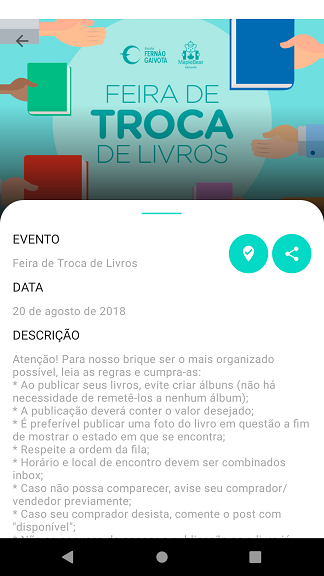 Escola
FERNÃO
GAIVOTA
MapleBear
FEIRA DE
TROCA
DE LIVROS
EVENTO
Feira de Troca de Livros
DATA
20 de agosto de 2018
DESCRIÇÃO
Atenção! Para nosso brique ser o mais organizado
possível, leia as regras e cumpra-as:
* Ao publicar seus livros, evite criar álbuns (não há
necessidade de remetê-los a nenhum álbum);
* A publicação deverá conter o valor desejado;
* É preferível publicar uma foto do livro em questão a fim
de mostrar o estado em que se encontra;
* Respeite a ordem da fila;
* Horário e local de encontro devem ser combinados
inbox;
* Caso não possa comparecer, avise seu comprador/
vendedor previamente;
* Caso seu comprador desista, comente o post com
"disponível";